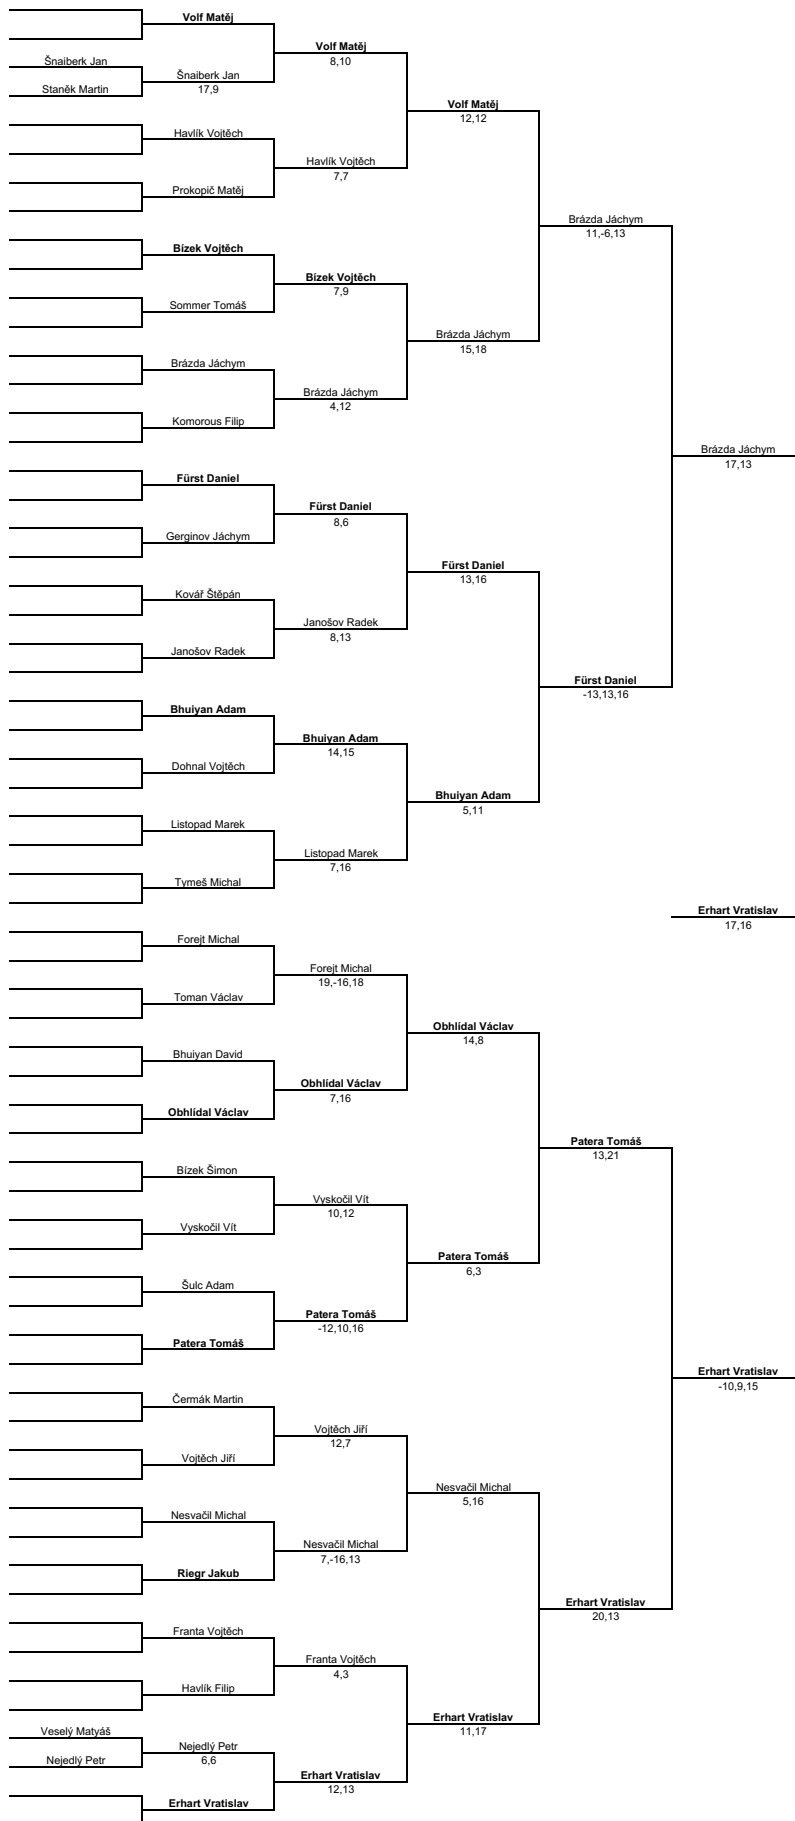 Volf Matěj
Volf Matěj
8,10
Šnaiberk Jan
Šnaiberk Jan
17,9
Staněk Martin
Volf Matěj
12,12
Havlík Vojtěch
Havlík Vojtěch
7,7
Prokopič Matěj
Brázda Jáchym
11,-6,13
Bízek Vojtěch
Bízek Vojtěch
7,9
Sommer Tomáš
Brázda Jáchym
15,18
Brázda Jáchym
Brázda Jáchym
4,12
Komorous Filip
Brázda Jáchym
17,13
Fürst Daniel
Fürst Daniel
8,6
Gerginov Jáchym
Fürst Daniel
13,16
Kovář Štěpán
Janošov Radek
8,13
Janošov Radek
Fürst Daniel
-13,13,16
Bhuiyan Adam
Bhuiyan Adam
14,15
Dohnal Vojtěch
Bhuiyan Adam
5,11
Listopad Marek
Listopad Marek
7,16
Tymeš Michal
Erhart Vratislav
17,16
Forejt Michal
Forejt Michal
19,-16,18
Toman Václav
Obhlídal Václav
14,8
Bhuiyan David
Obhlídal Václav
7,16
Obhlídal Václav
Patera Tomáš
13,21
Bízek Šimon
Vyskočil Vít
10,12
Vyskočil Vít
Patera Tomáš
6,3
Šulc Adam
Patera Tomáš
-12,10,16
Patera Tomáš
Erhart Vratislav
-10,9,15
Čermák Martin
Vojtěch Jiří
12,7
Vojtěch Jiří
Nesvačil Michal
5,16
Nesvačil Michal
Nesvačil Michal
7,-16,13
Riegr Jakub
Erhart Vratislav
20,13
Franta Vojtěch
Franta Vojtěch
4,3
Havlík Filip
Erhart Vratislav
11,17
Veselý Matyáš
Nejedlý Petr
6,6
Nejedlý Petr
Erhart Vratislav
12,13
Erhart Vratislav